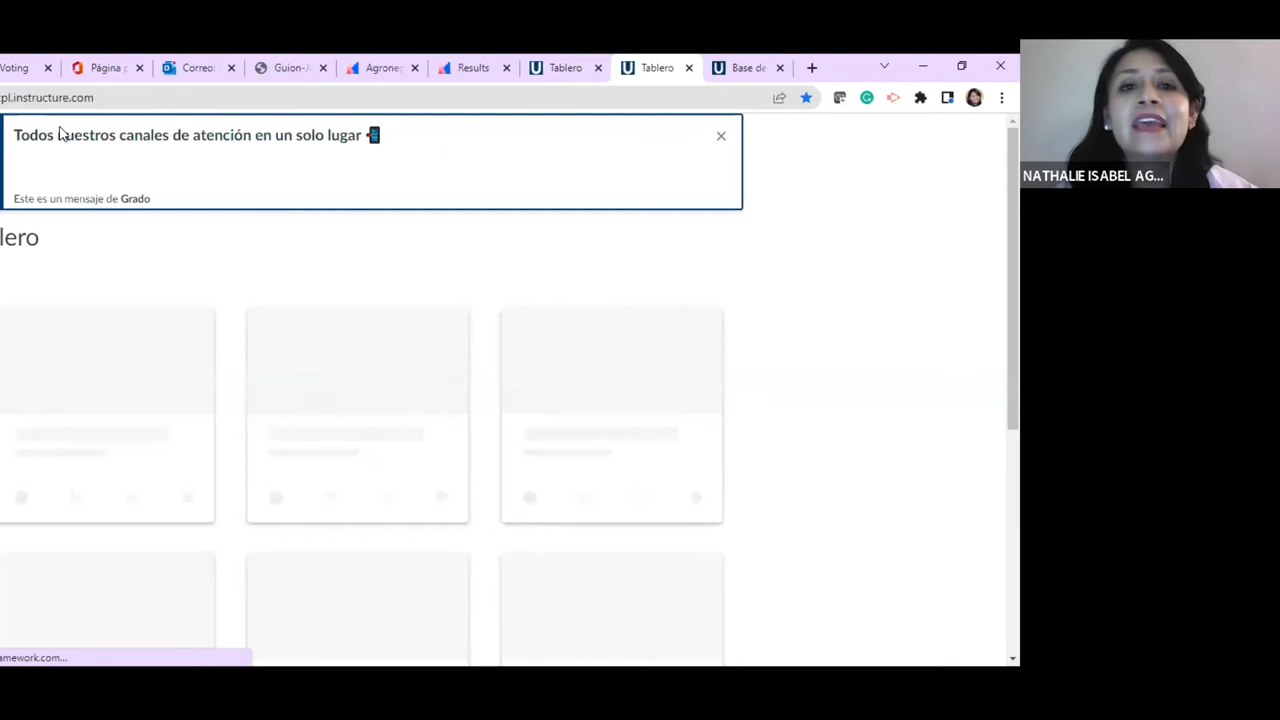 Voting
Página p
Correo:
Guion-J
Agroneg
Results
Tablero
Tablero
Base de
pl.instructure.com
Todos nuestros canales de atención en un solo lugar
Este es un mensaje de Grado
lero
amework.com...
NATHALIE ISABEL AG...